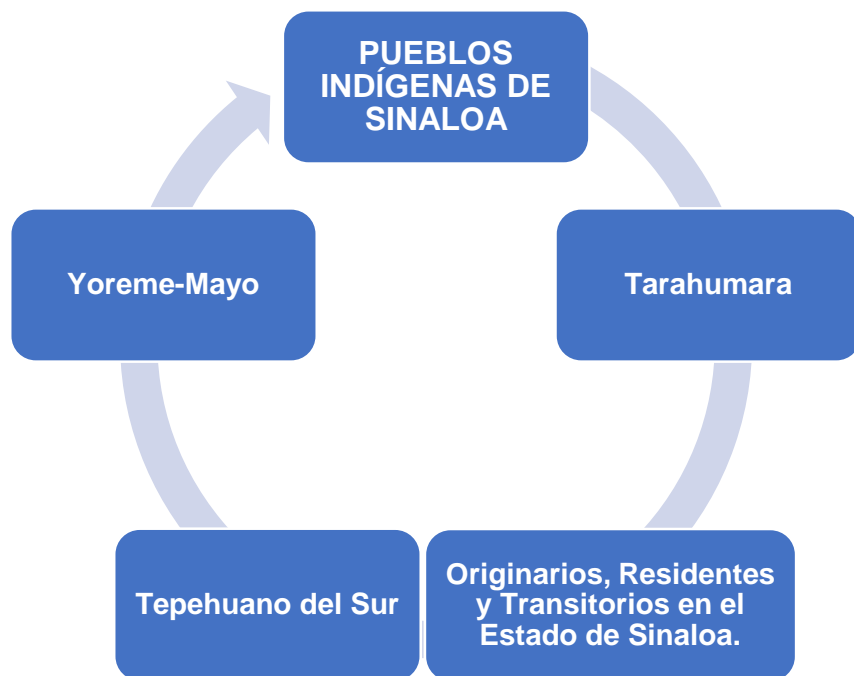 PUEBLOS
INDÍGENAS DE
SINALOA
Tarahumara
Originarios, Residentes
y Transitorios en el
Estado de Sinaloa.
Tepehuano del Sur
Yoreme-Mayo